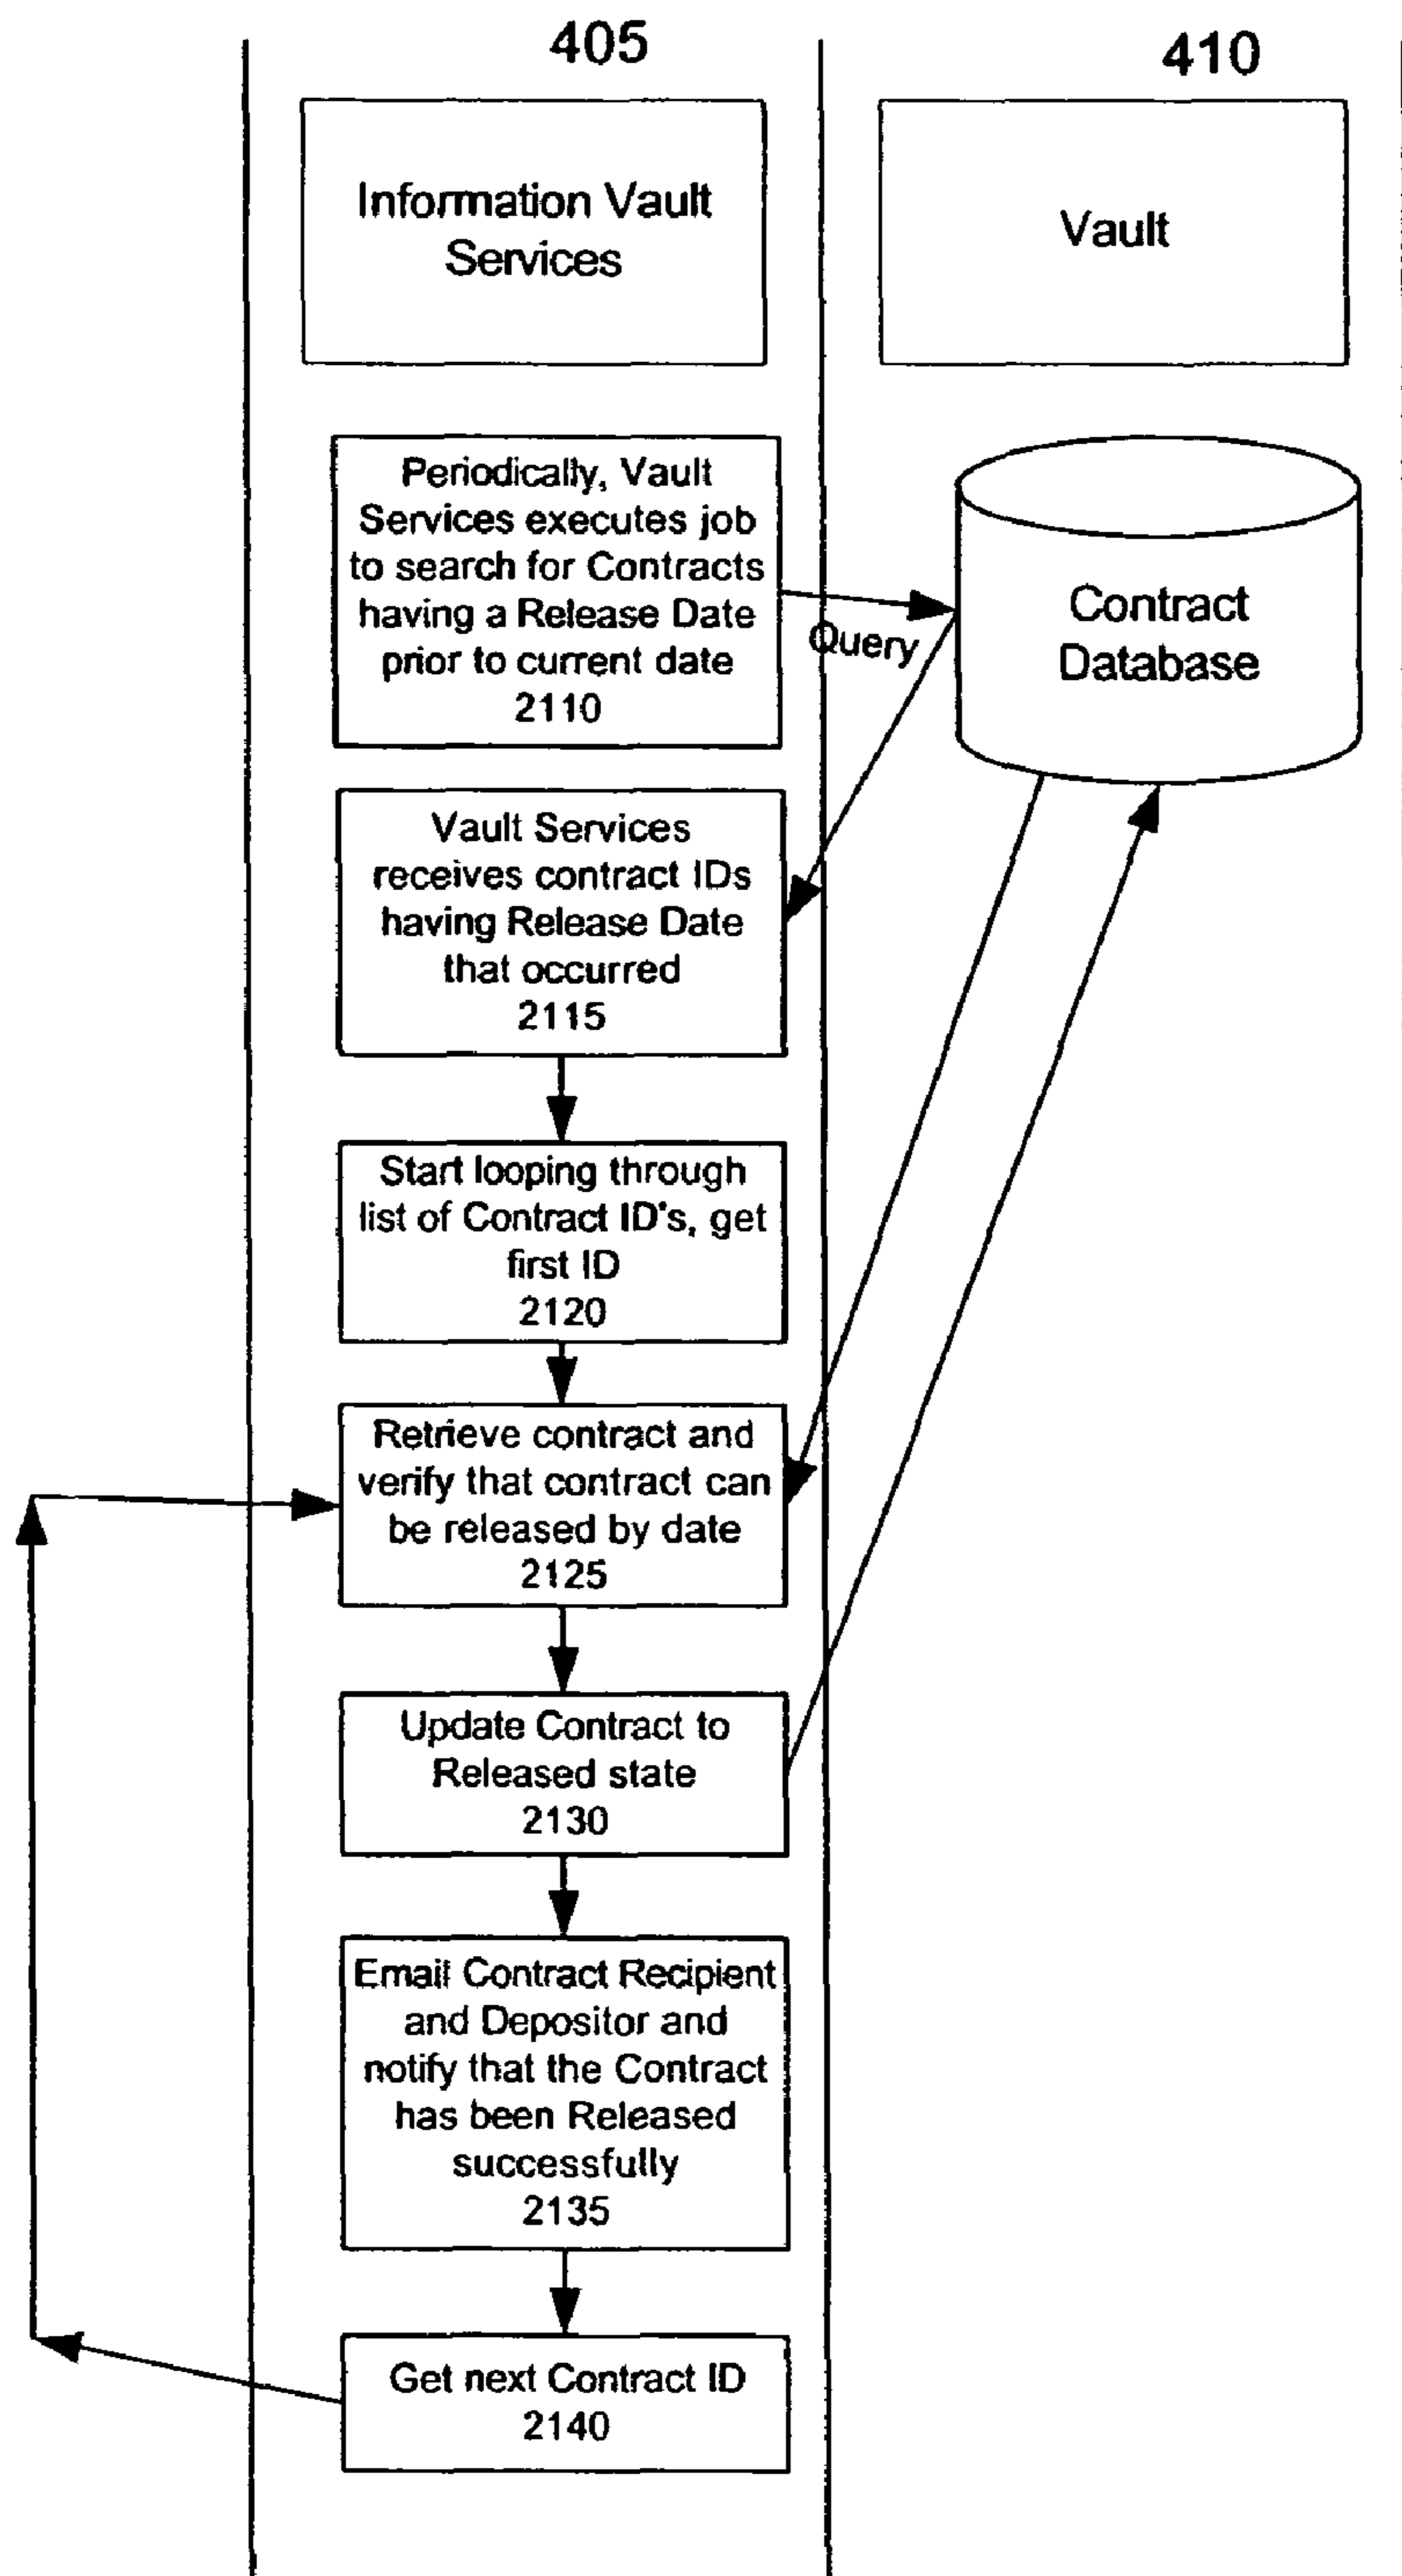 405
410
Information Vault
Services
Vault
Periodically, Vault
Services executes job
to search for Contracts
having a Release Date
prior to current date
2110
Query
Contract
Database
Vault Services
receives contract IDs
having Release Date
that occurred
2115
Start looping through
list of Contract ID's, get
first ID
2120
Retrieve contract and
verify that contract can
be released by date
2125
Update Contract to
Released state
2130
Email Contract Recipient
and Depositor and
notify that the Contract
has been Released
successfully
2135
Get next Contract ID
2140